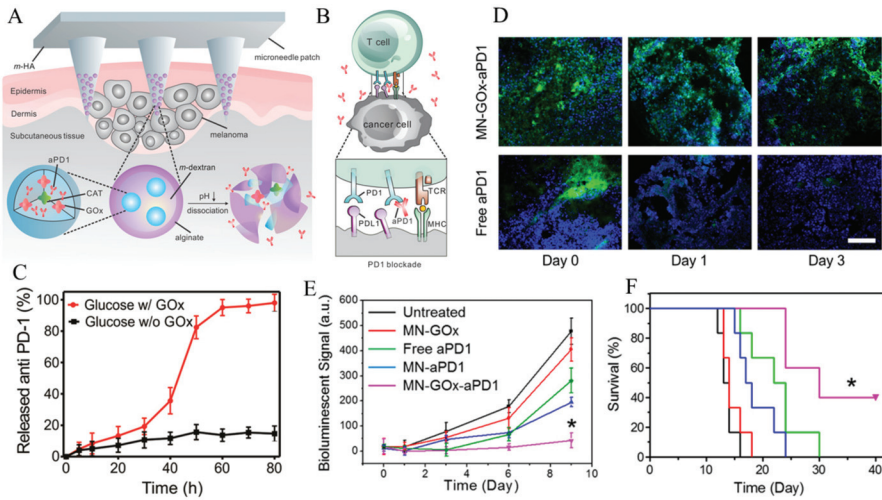 A
m-HA
microneedle patch
Epidermis
Dermis
Subcutaneous tissue
melanoma
aPD1
CAT
GOx
m-dextran
pH↓
dissociation
alginate
B
T cell
cancer cell
PD1
TCR
aPD1
PDL1
MHC
PD1 blockade
D
MN-GOx-aPD1
Free aPD1
Day 0
Day 1
Day 3
C
Released anti PD-1 (%)
100
80
60
40
20
0
Glucose w/ GOx
Glucose w/o GOx
0 20 40 60 80
Time (h)
E
Bioluminescent Signal (a.u.)
600
500
400
300
200
100
0
Untreated
MN-GOx
Free aPD1
MN-aPD1
MN-GOx-aPD1
*
0 2 4 6 8 10
Time (Day)
F
Survival (%)
100
80
60
40
20
0
*
0 10 20 30 40
Time (Day)